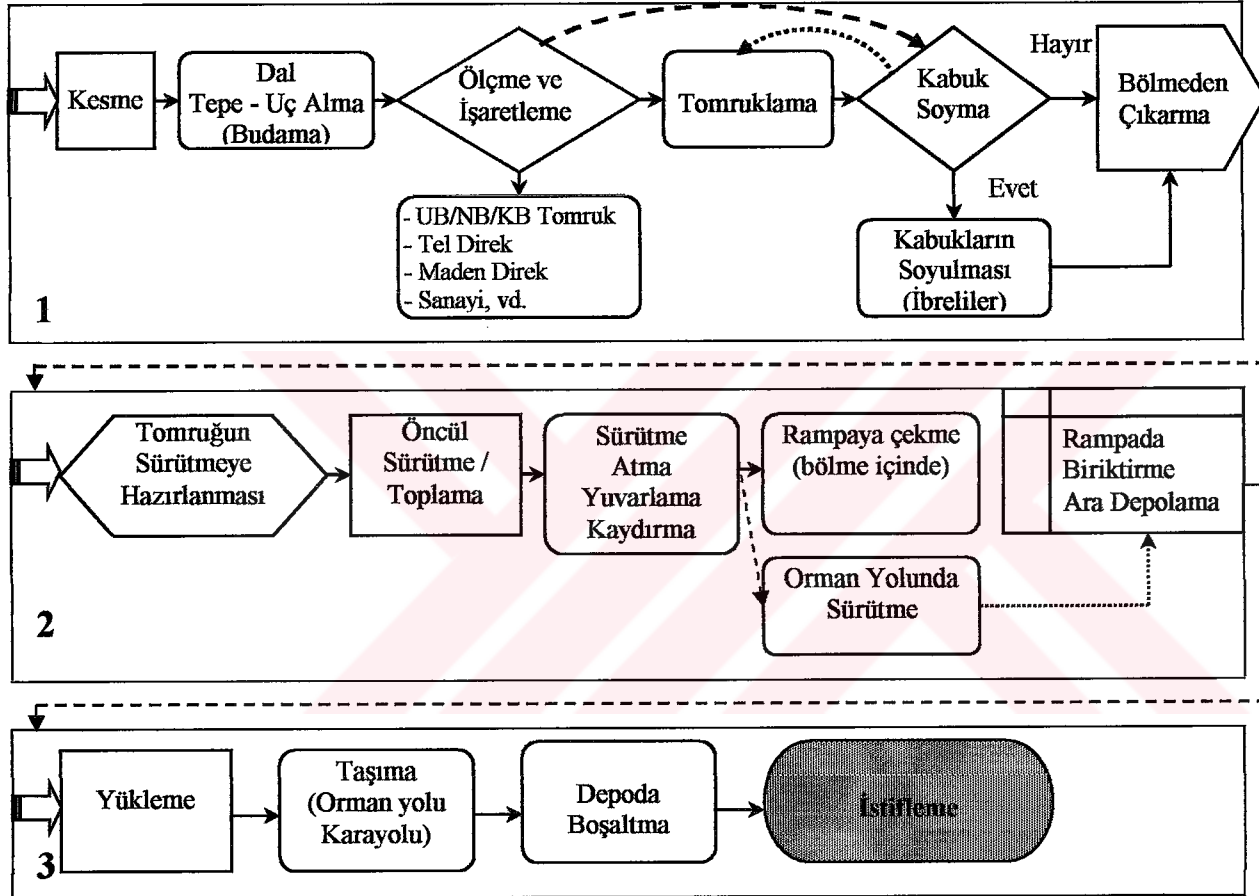 Kesme
Dal
Tepe - Uç Alma
(Budama)
Ölçme ve
İşaretleme
- UB/NB/KB Tomruk
- Tel Direk
- Maden Direk
- Sanayi, vd.
Tomruklama
Kabuk
Soyma
Hayır
Evet
Kabukların
Soyulması
(İbreliler)
Bölmeden
Çıkarma
1
Tomruğun
Sürütmeye
Hazırlanması
Öncül
Sürütme /
Toplama
Sürütme
Atma
Yuvarlama
Kaydırma
Rampaya çekme
(bölme içinde)
Orman Yolunda
Sürütme
Rampada
Biriktirme
Ara Depolama
2
Yükleme
Taşıma
(Orman yolu
Karayolu)
Depoda
Boşaltma
İstifleme
3